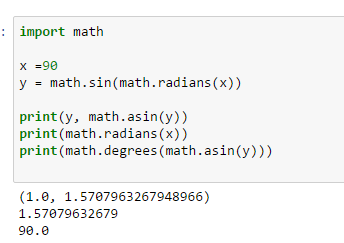 : import math
x =90
y = math.sin(math.radians(x))
print(y, math.asin(y))
print(math.radians(x))
print(math.degrees(math.asin(y)))
(1.0, 1.5707963267948966)
1.57079632679
90.0